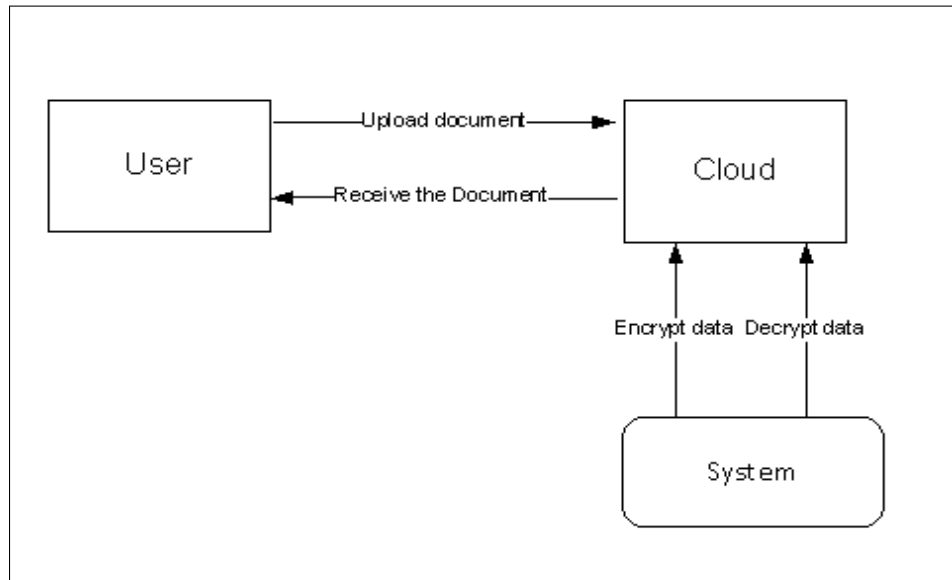 User
Upload document
Cloud
Receive the Document
Encrypt data
Decrypt data
System